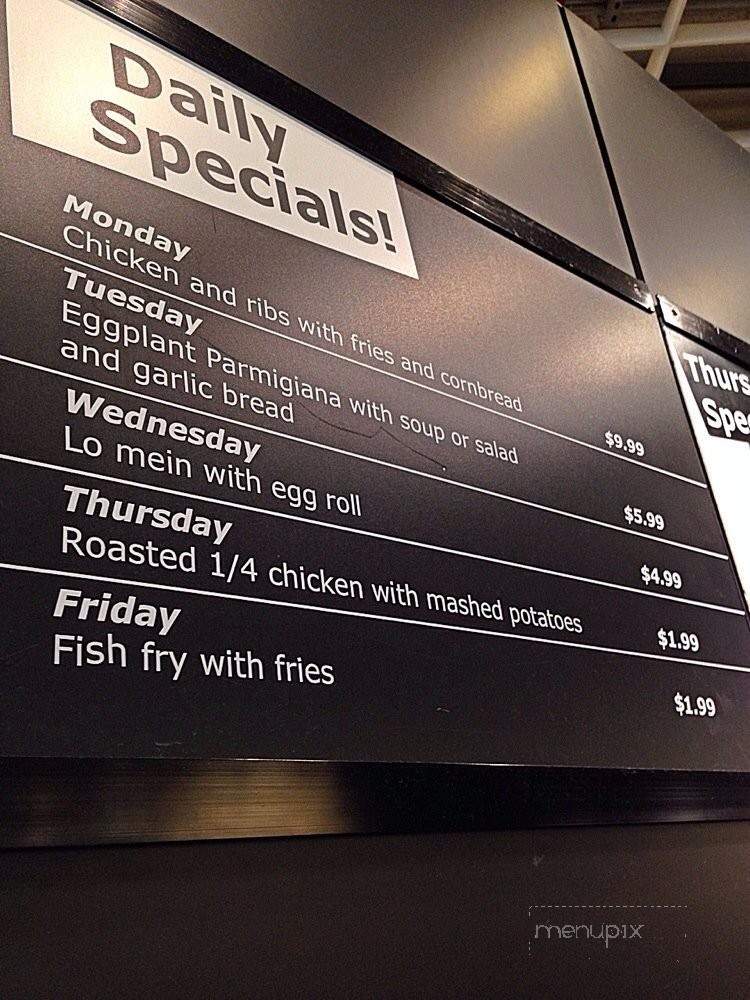 Daily
Specials!
Monday
Chicken and ribs with fries and cornbread
$9.99
Tuesday
Eggplant Parmigiana with soup or salad
and garlic bread
$5.99
Wednesday
Lo mein with egg roll
$4.99
Thursday
Roasted 1/4 chicken with mashed potatoes
$1.99
Friday
Fish fry with fries
$1.99
Thurs
Spe
menupix